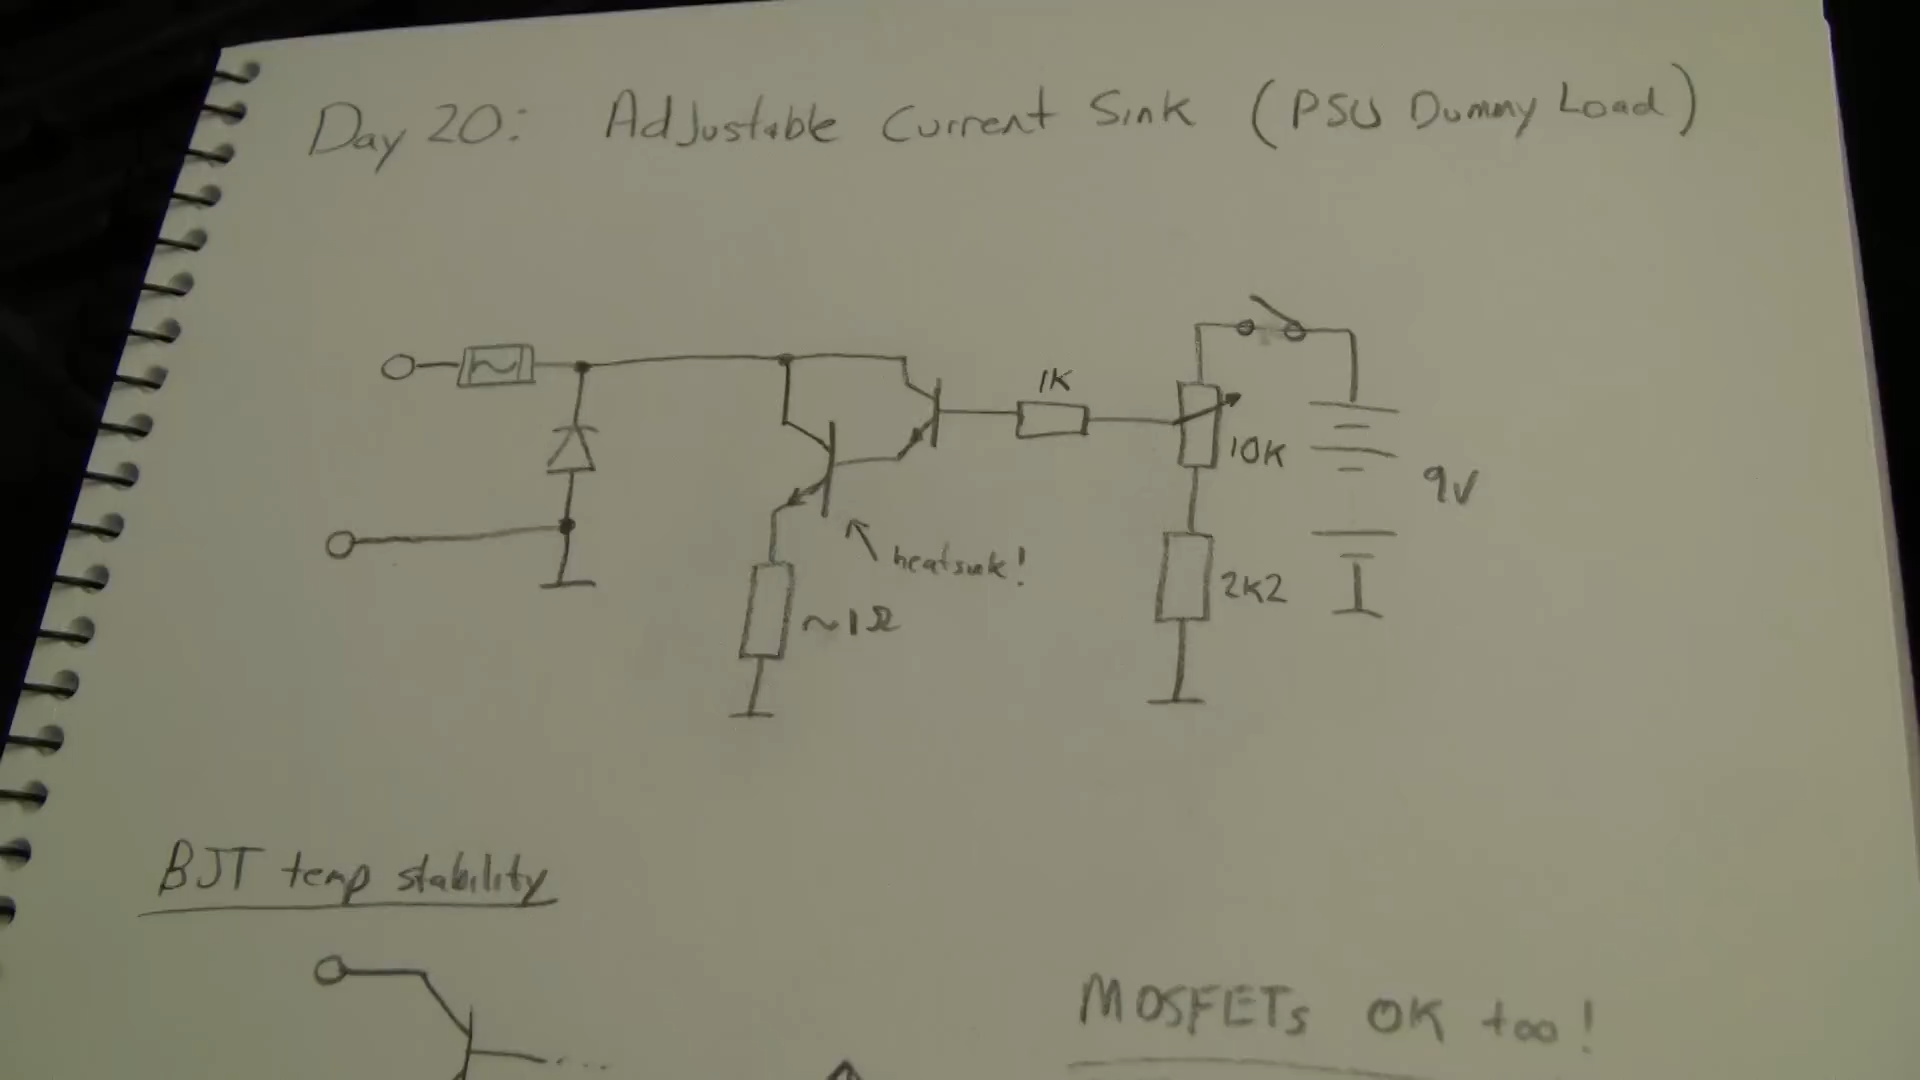 Day 20: Adjustable Current Sink (PSU Dummy Load)
1K
10K
9V
heatsink!
~1Ω
2K2
BJT temp stability
MOSFETs OK too!